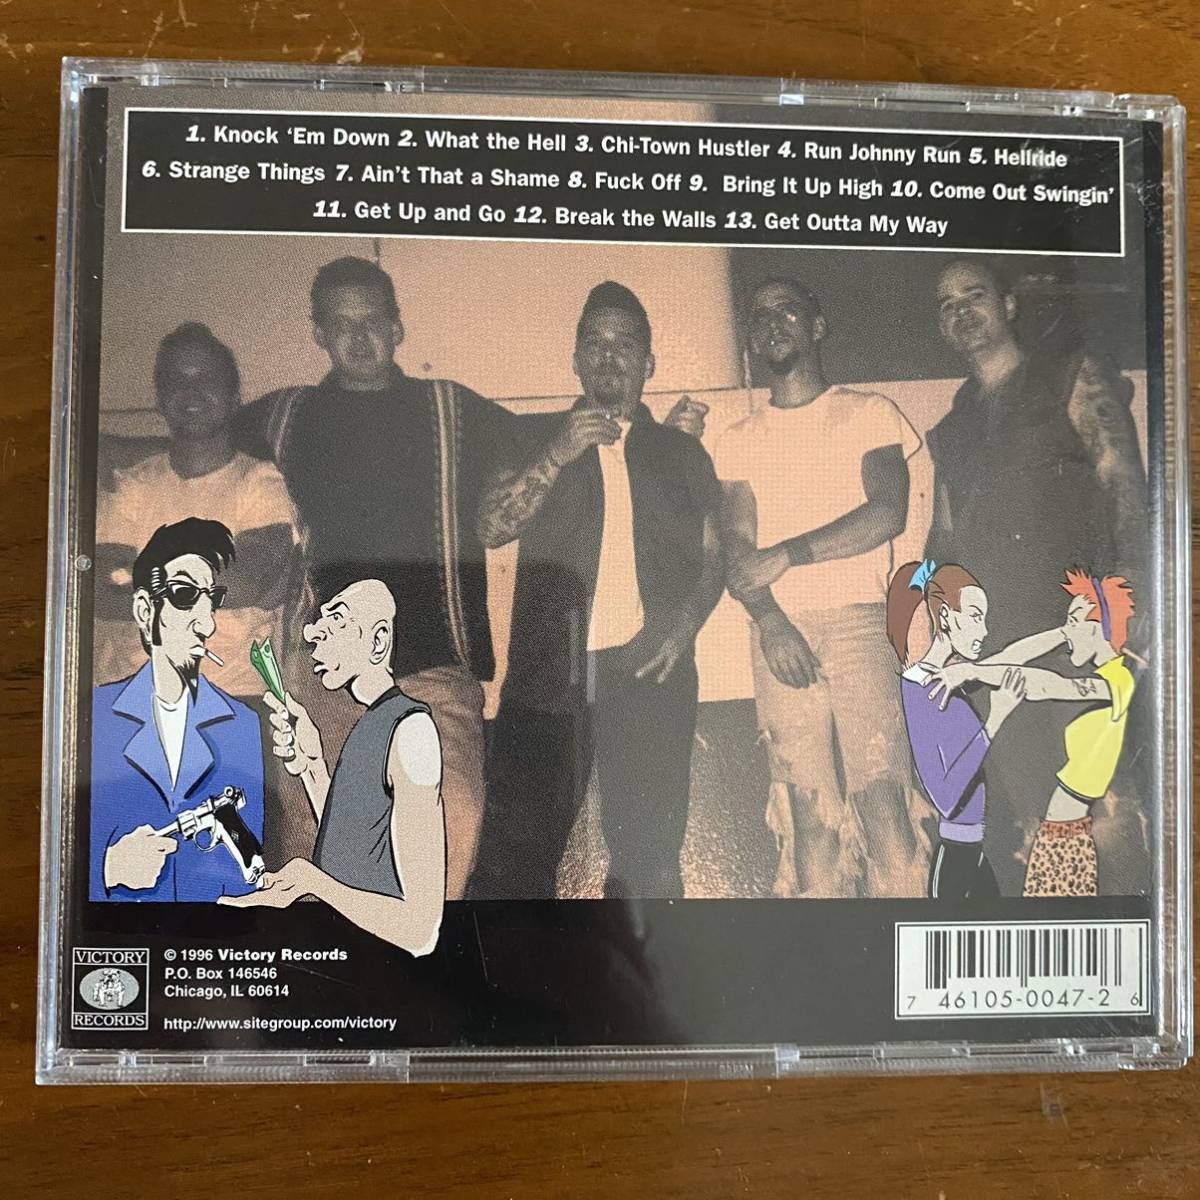 1. Knock ‘Em Down 2. What the Hell 3. Chi-Town Hustler 4. Run Johnny Run 5. Hellride
6. Strange Things 7. Ain't That a Shame 8. Fuck Off 9. Bring It Up High 10. Come Out Swingin'
11. Get Up and Go 12. Break the Walls 13. Get Outta My Way
VICTORY
RECORDS
© 1996 Victory Records
P.O. Box 146546
Chicago, IL 60614
http://www.sitegroup.com/victory
7 46105-0047-2 6